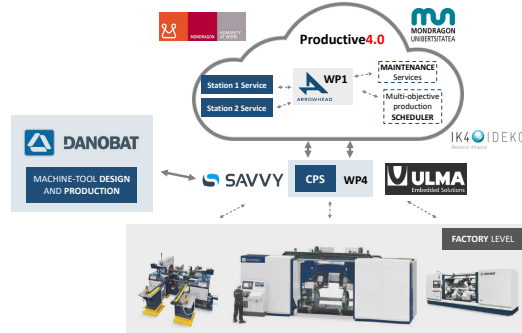 MONDRAGON
HUMANITY
AT WORK
MONDRAGON
UNIBERTSITATEA
Productive4.0
WP1
ARROWHEAD
Station 1 Service
Station 2 Service
MAINTENANCE
Services
Multi-objective
production
SCHEDULER
IK4 IDEKO
Research Alliance
DANOBAT
MACHINE-TOOL DESIGN
AND PRODUCTION
SAVVY
CPS
WP4
ULMA
Embedded Solutions
FACTORY LEVEL